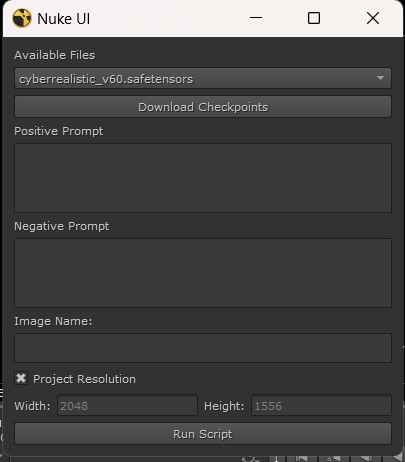 Nuke UI
Available Files
cyberrealistic_v60.safetensors
Download Checkpoints
Positive Prompt
Negative Prompt
Image Name:
Project Resolution
Width: 2048 Height: 1556
Run Script